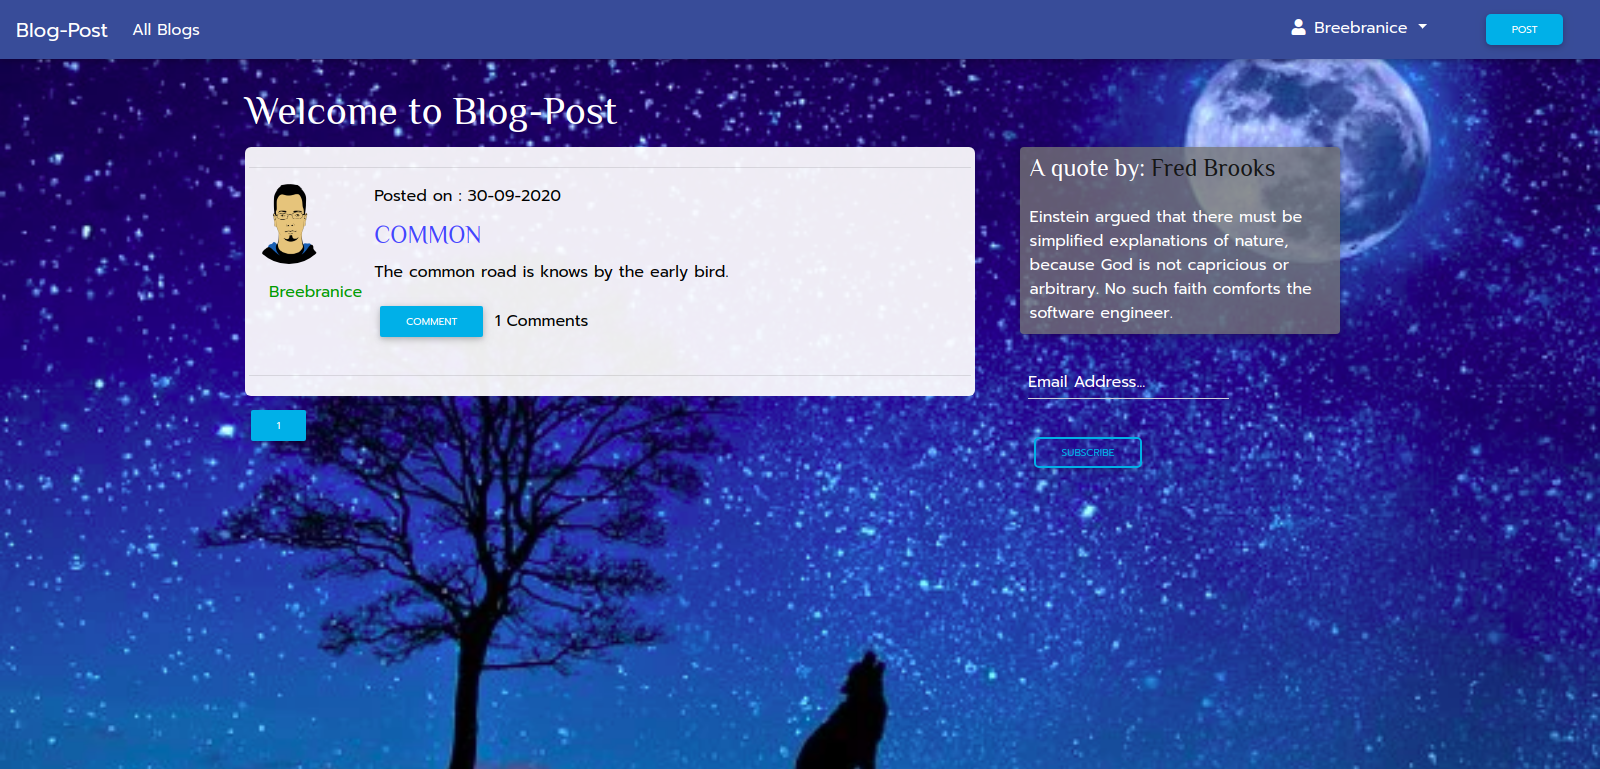 Blog-Post All Blogs Breebranice POST
Welcome to Blog-Post
Posted on : 30-09-2020
COMMON
The common road is knows by the early bird.
Breebranice
COMMENT 1 Comments
1
A quote by: Fred Brooks
Einstein argued that there must be
simplified explanations of nature,
because God is not capricious or
arbitrary. No such faith comforts the
software engineer.
Email Address...
SUBSCRIBE